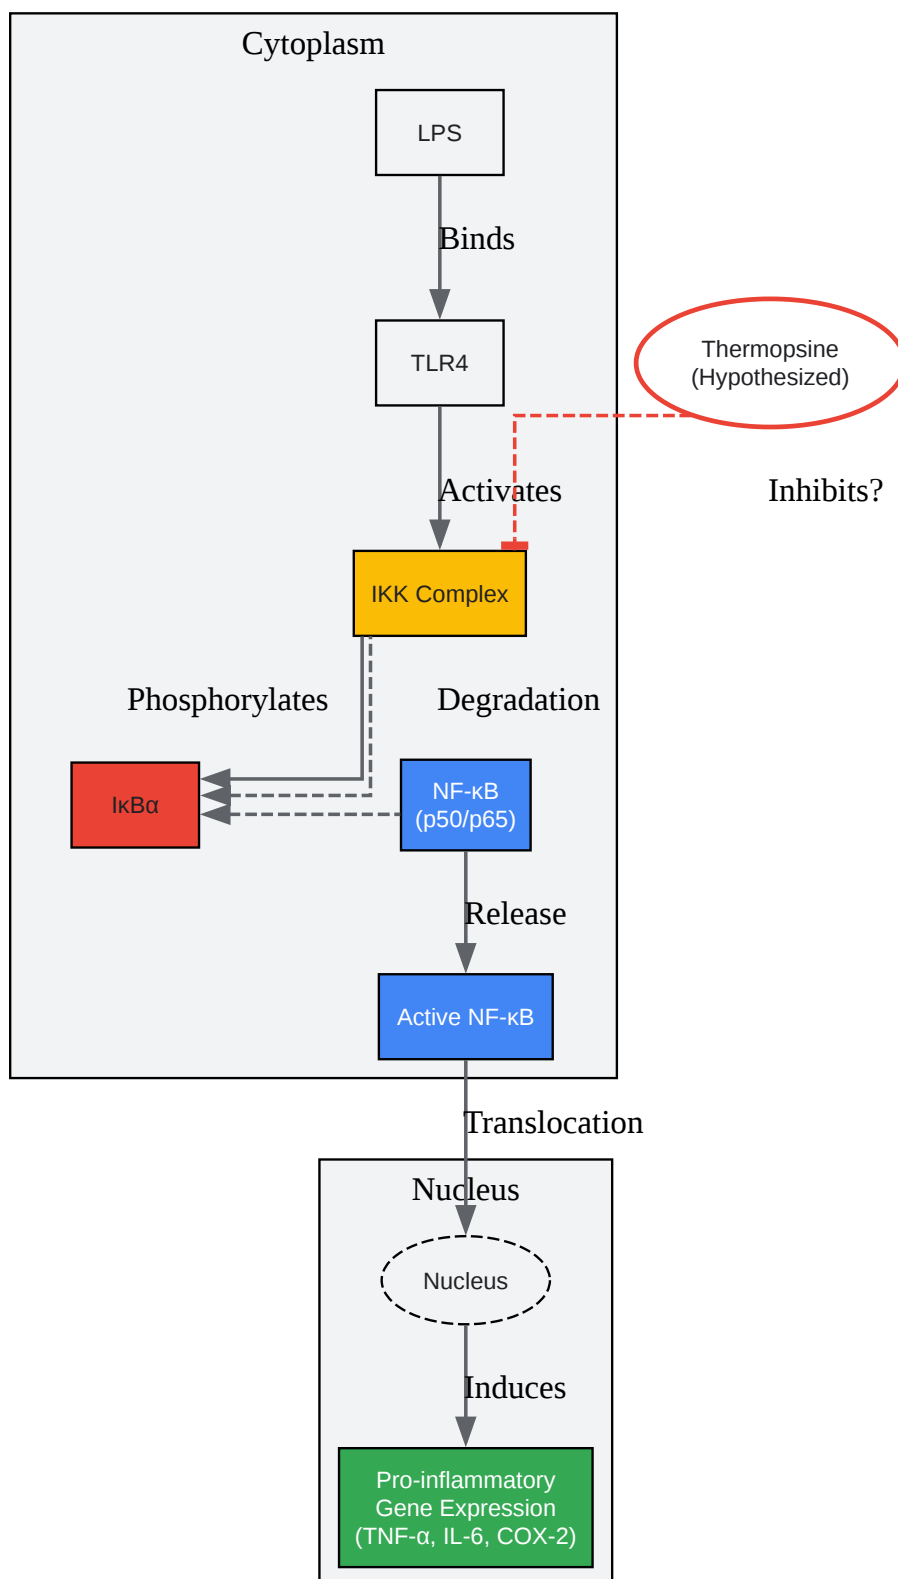 Cytoplasm
LPS
Binds
TLR4
Thermopsine
(Hypothesized)
Activates
Inhibits?
IKK Complex
Phosphorylates
Degradation
IκBα
NF-κB
(p50/p65)
Release
Active NF-κB
Translocation
Nucleus
Nucleus
Induces
Pro-inflammatory
Gene Expression
(TNF-α, IL-6, COX-2)